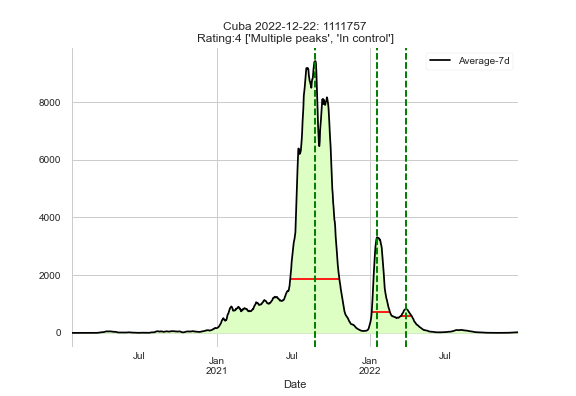 Cuba 2022-12-22: 1111757
Rating:4 ['Multiple peaks', 'In control']
Average-7d
8000
6000
4000
2000
0
Jul
Jan
2021
Jul
Jan
2022
Jul
Date